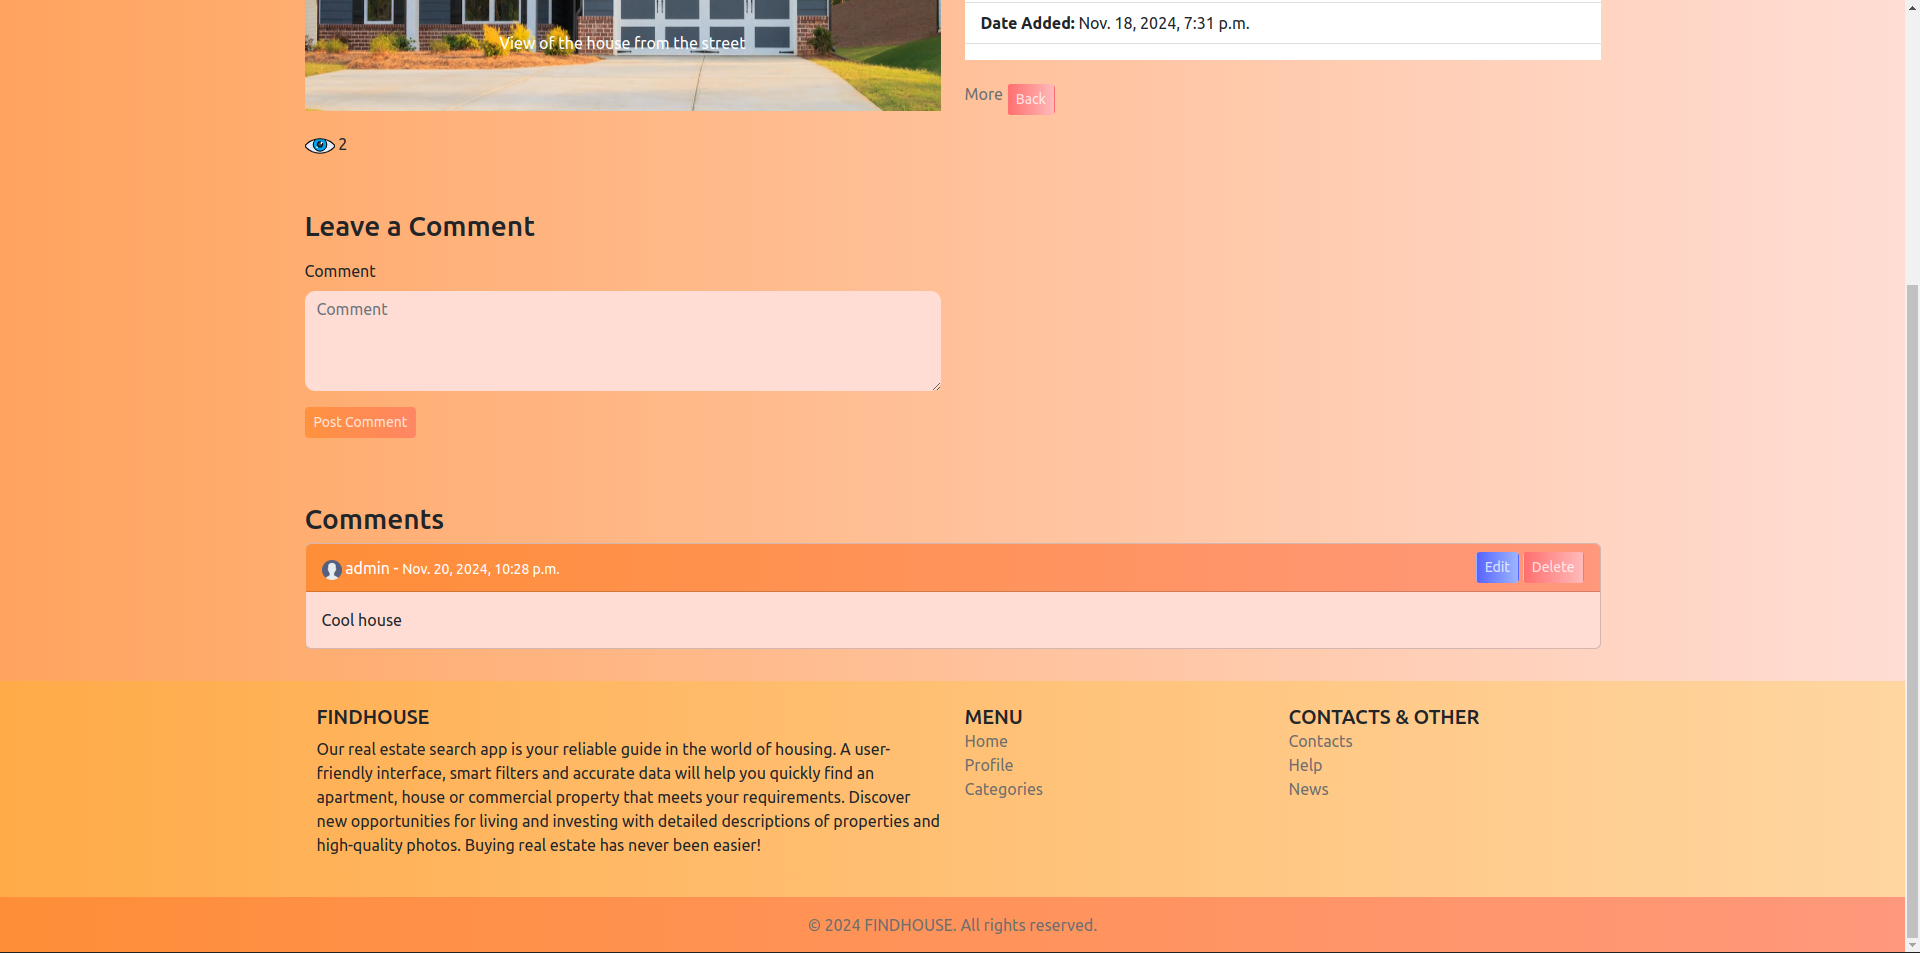 View of the house from the street
Date Added: Nov. 18, 2024, 7:31 p.m.
More Back
2
Leave a Comment
Comment
Comment
Post Comment
Comments
admin - Nov. 20, 2024, 10:28 p.m.
Edit Delete
Cool house
FINDHOUSE
Our real estate search app is your reliable guide in the world of housing. A user-
friendly interface, smart filters and accurate data will help you quickly find an
apartment, house or commercial property that meets your requirements. Discover
new opportunities for living and investing with detailed descriptions of properties and
high-quality photos. Buying real estate has never been easier!
MENU
Home
Profile
Categories
CONTACTS & OTHER
Contacts
Help
News
© 2024 FINDHOUSE. All rights reserved.